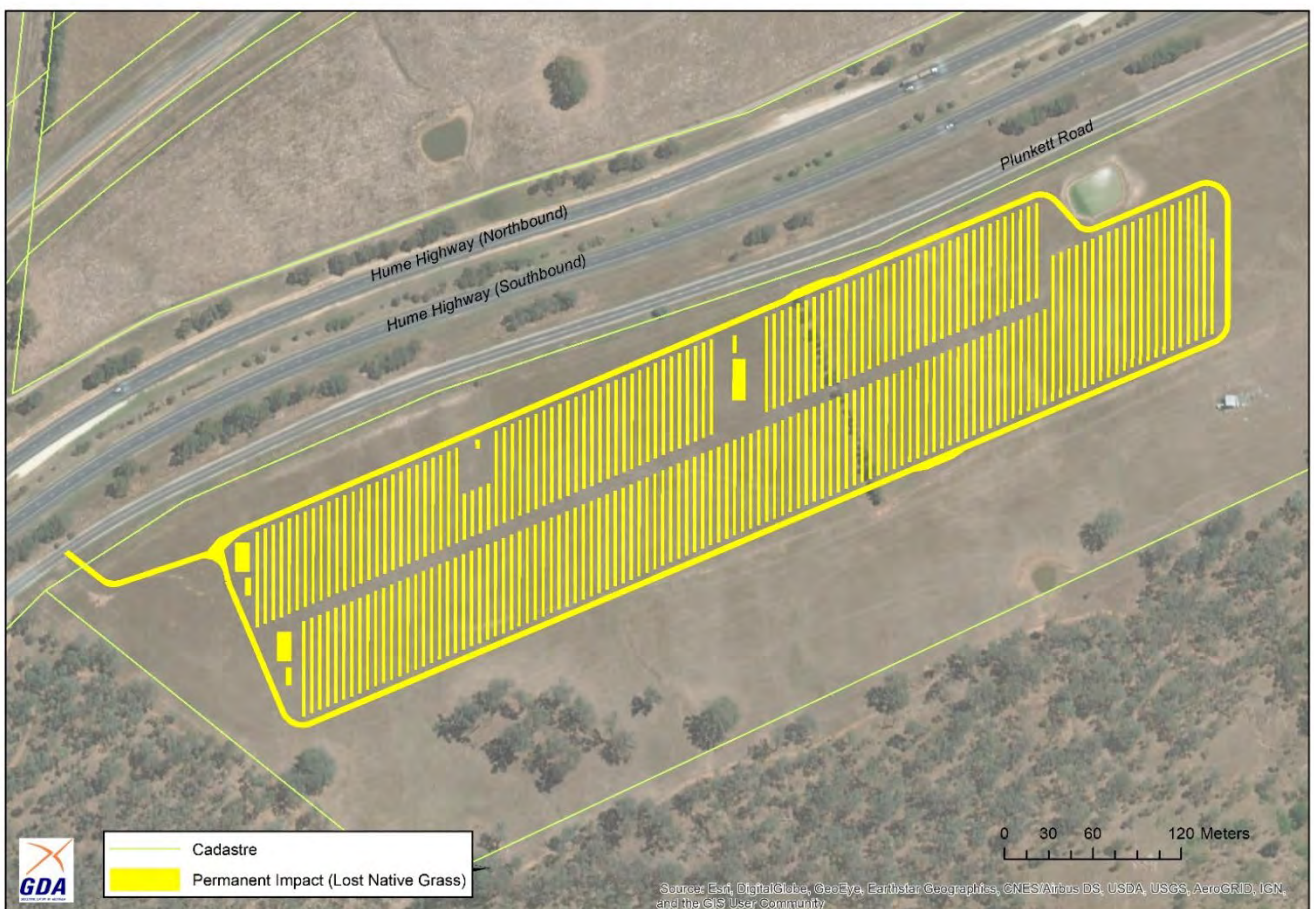 Plunkett Road
Hume Highway (Northbound)
Hume Highway (Southbound)
GDA
Cadastre
Permanent Impact (Lost Native Grass)
0 30 60 120 Meters
Source: Esri, DigitalGlobe, GeoEye, Earthstar Geographics, CNES/Airbus DS, USDA, USGS, AeroGRID, IGN,
and the GIS User Community